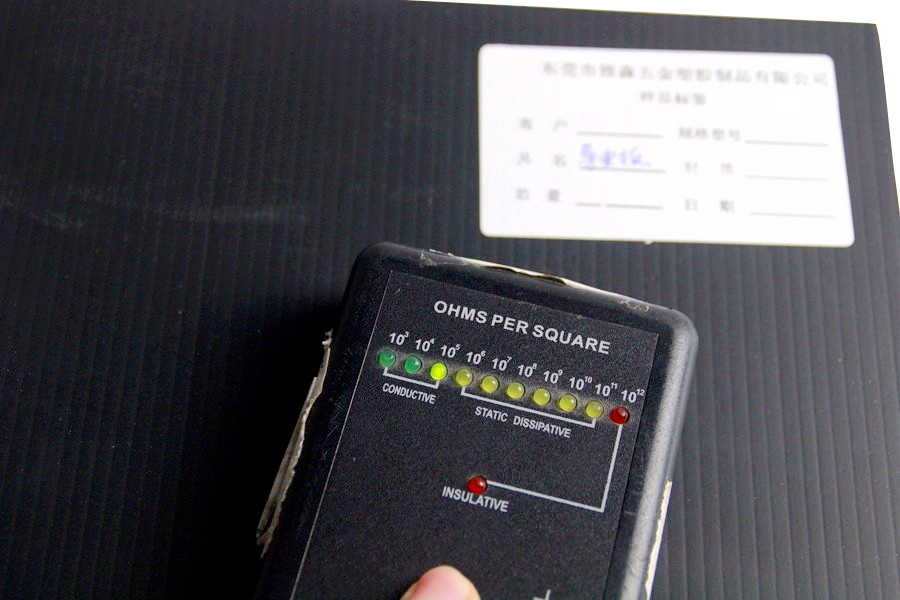 东莞市致森五金塑胶制品有限公司
样品标签
客 户 规格型号
品 名 导电板
数 量 日 期
OHMS PER SQUARE
10³ 10⁴ 10⁵ 10⁶ 10⁷ 10⁸ 10⁹ 10¹⁰ 10¹¹ 10¹²
CONDUCTIVE
STATIC DISSIPATIVE
INSULATIVE